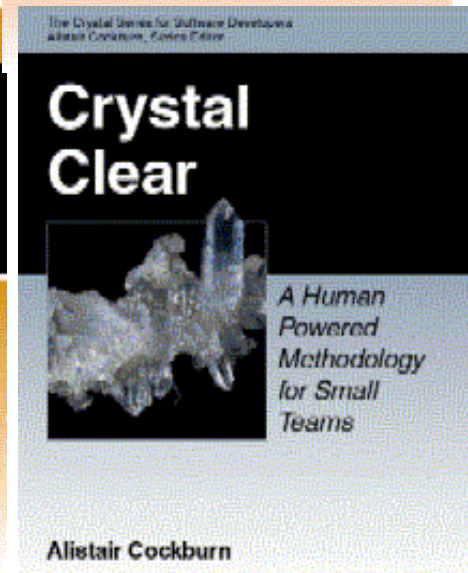 The Crystal Series for Software Developers
Alistair Cockburn, Series Editor
Crystal
Clear
A Human
Powered
Methodology
for Small
Teams
Alistair Cockburn